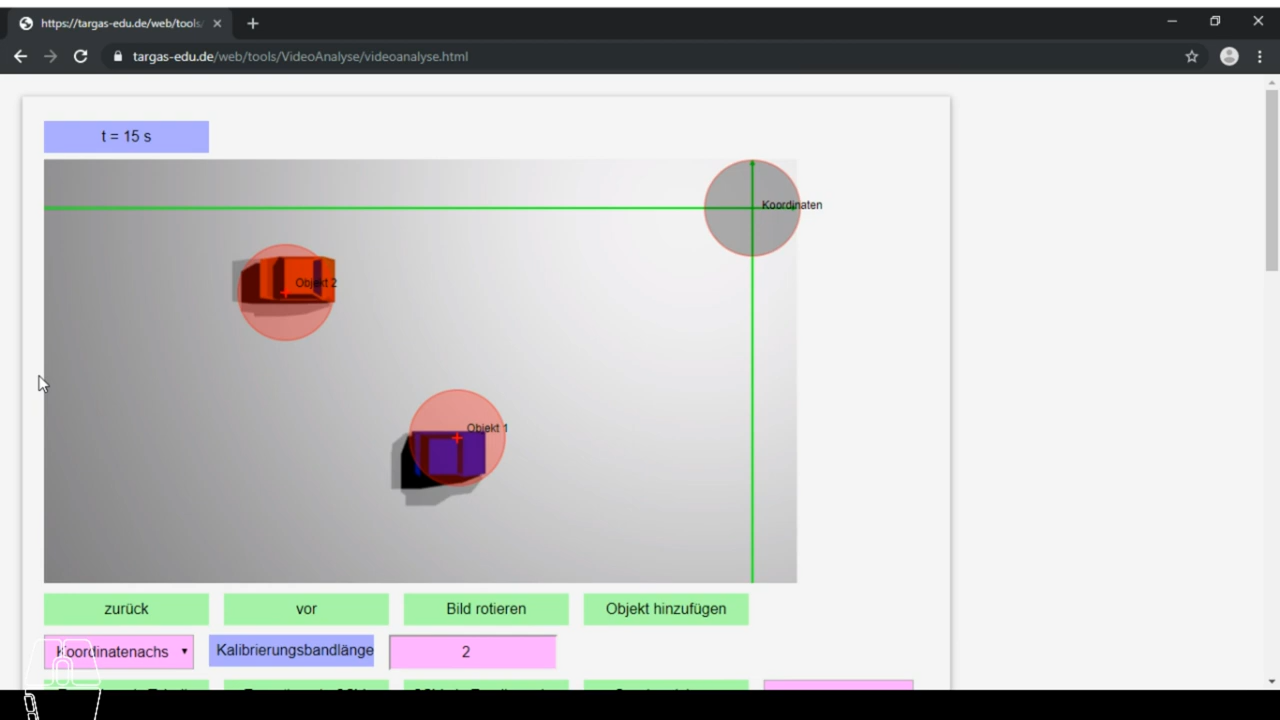 https://targas-edu.de/web/tools
targas-edu.de/web/tools/VideoAnalyse/videoanalyse.html
t = 15 s
Koordinaten
Objekt 2
Objekt 1
zurück vor Bild rotieren Objekt hinzufügen
Koordinatenachs Kalibrierungsbandlänge 2